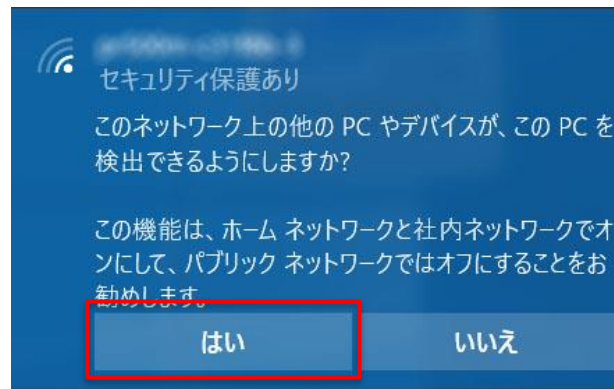 セキュリティ保護あり
このネットワーク上の他の PC やデバイスが、この PC を
検出できるようにしますか?
この機能は、ホーム ネットワークと社内ネットワークでオ
ンにして、パブリック ネットワークではオフにすることをお
勧めします。
はい
いいえ